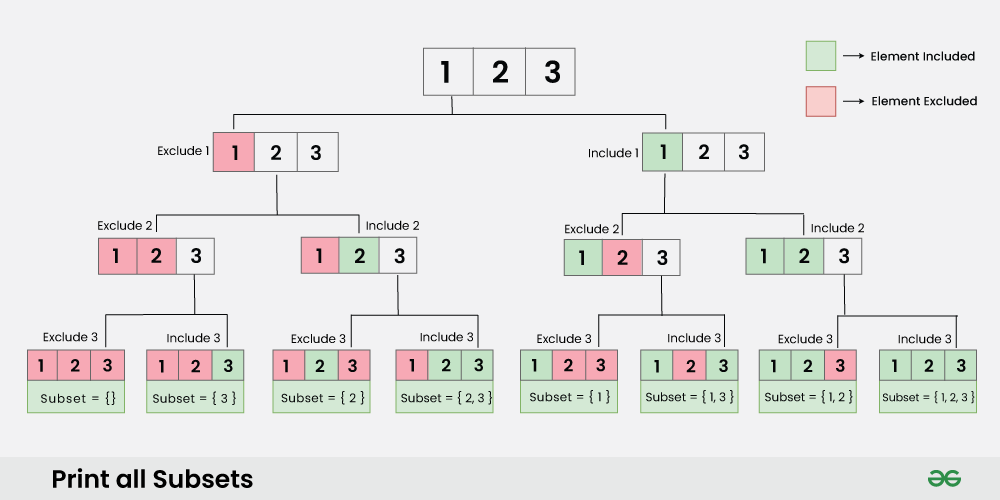 1 2 3
Element Included
Element Excluded
Exclude 1
1 2 3
Include 1
1 2 3
Exclude 2
1 2 3
Include 2
1 2 3
Exclude 2
1 2 3
Include 2
1 2 3
Exclude 3
1 2 3
Subset = {}
Include 3
1 2 3
Subset = { 3 }
Exclude 3
1 2 3
Subset = { 2 }
Include 3
1 2 3
Subset = { 2, 3 }
Exclude 3
1 2 3
Subset = { 1 }
Include 3
1 2 3
Subset = { 1, 3 }
Exclude 3
1 2 3
Subset = { 1, 2 }
Include 3
1 2 3
Subset = { 1, 2, 3 }
Print all Subsets